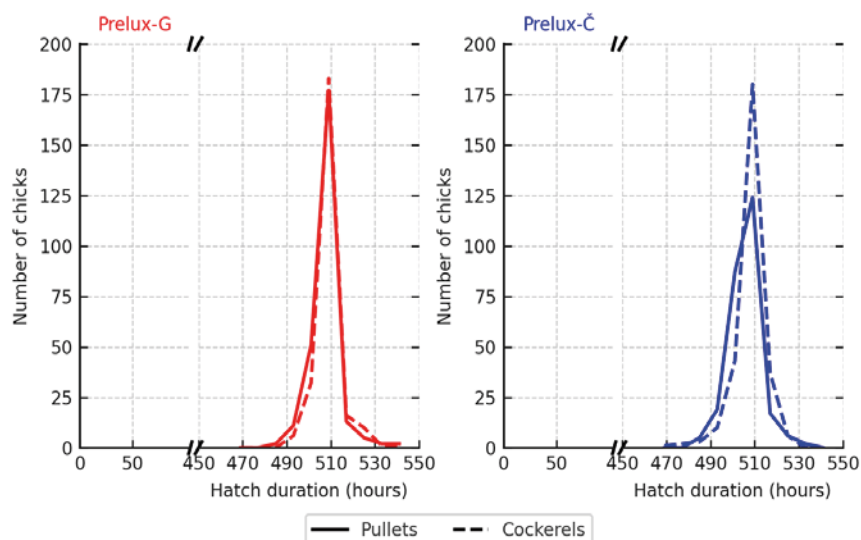 Prelux-G
200
175
150
125
100
75
50
25
0
Number of chicks
0 50 450 470 490 510 530 550
Hatch duration (hours)
Prelux-Č
200
175
150
125
100
75
50
25
0
Number of chicks
0 50 450 470 490 510 530 550
Hatch duration (hours)
Pullets Cockerels